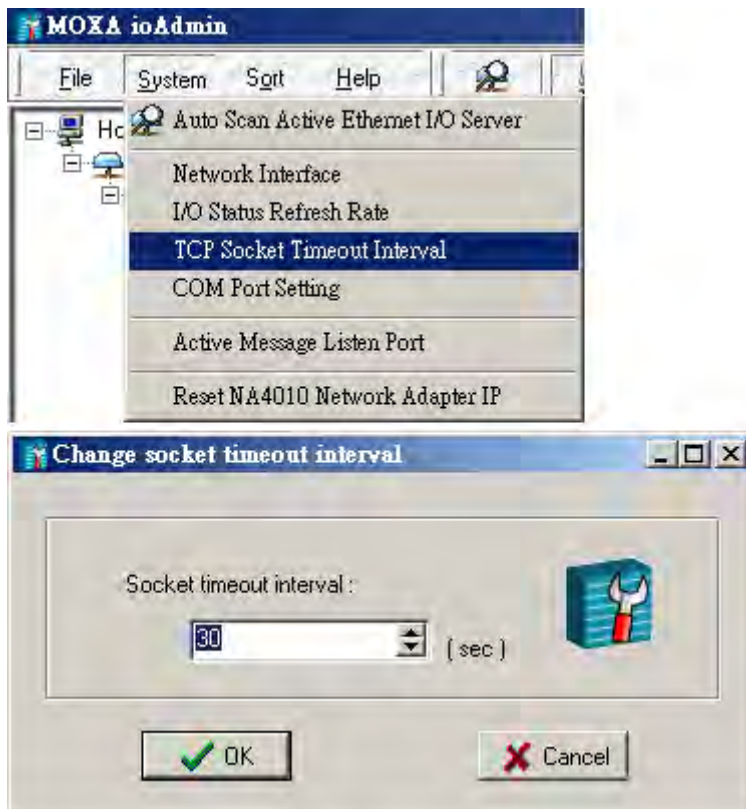 MOXA ioAdmin
File System Sort Help
Auto Scan Active Ethernet I/O Server
Network Interface
I/O Status Refresh Rate
TCP Socket Timeout Interval
COM Port Setting
Active Message Listen Port
Reset NA4010 Network Adapter IP
Change socket timeout interval
Socket timeout interval :
30 ( sec )
OK Cancel